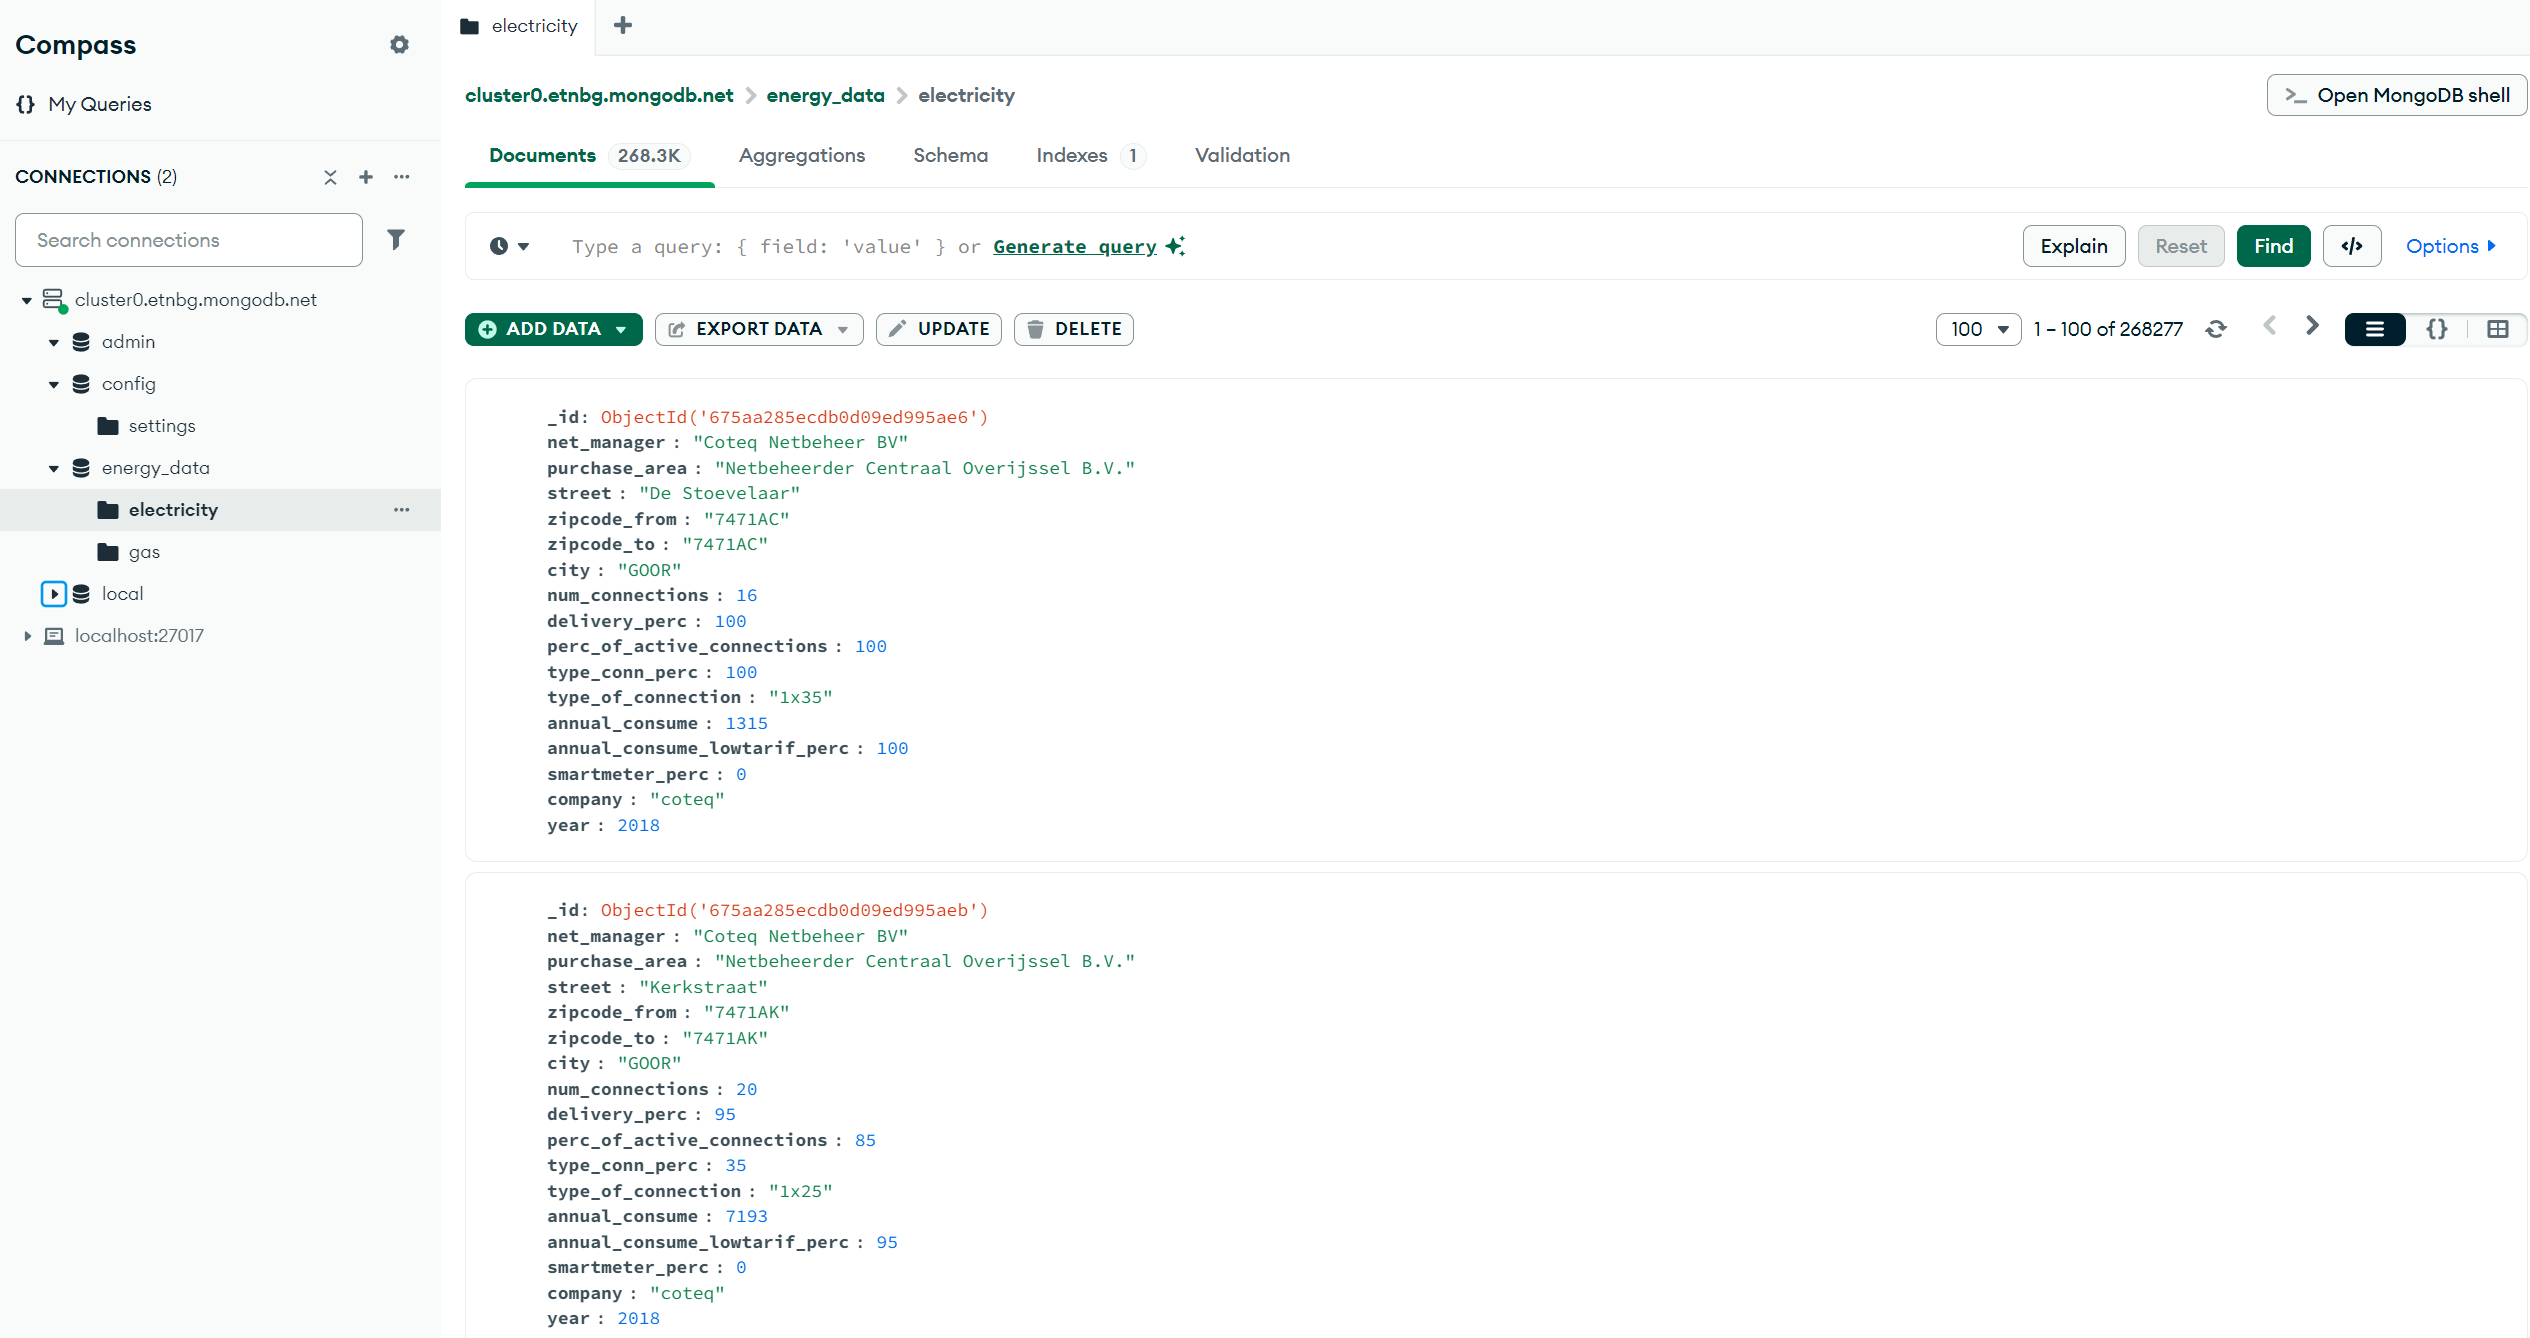 Compass
My Queries
CONNECTIONS (2)
Search connections
cluster0.etnbg.mongodb.net
admin
config
settings
energy_data
electricity
gas
local
localhost:27017
electricity
cluster0.etnbg.mongodb.net > energy_data > electricity
>_ Open MongoDB shell
Documents 268.3K Aggregations Schema Indexes 1 Validation
Type a query: { field: 'value' } or Generate query
Explain Reset Find </> Options
ADD DATA EXPORT DATA UPDATE DELETE
100 1 – 100 of 268277 {}
_id: ObjectId('675aa285ecdb0d09ed995ae6')
net_manager : "Coteq Netbeheer BV"
purchase_area : "Netbeheerder Centraal Overijssel B.V."
street : "De Stoevelaar"
zipcode_from : "7471AC"
zipcode_to : "7471AC"
city : "GOOR"
num_connections : 16
delivery_perc : 100
perc_of_active_connections : 100
type_conn_perc : 100
type_of_connection : "1x35"
annual_consume : 1315
annual_consume_lowtarif_perc : 100
smartmeter_perc : 0
company : "coteq"
year : 2018
_id: ObjectId('675aa285ecdb0d09ed995aeb')
net_manager : "Coteq Netbeheer BV"
purchase_area : "Netbeheerder Centraal Overijssel B.V."
street : "Kerkstraat"
zipcode_from : "7471AK"
zipcode_to : "7471AK"
city : "GOOR"
num_connections : 20
delivery_perc : 95
perc_of_active_connections : 85
type_conn_perc : 35
type_of_connection : "1x25"
annual_consume : 7193
annual_consume_lowtarif_perc : 95
smartmeter_perc : 0
company : "coteq"
year : 2018